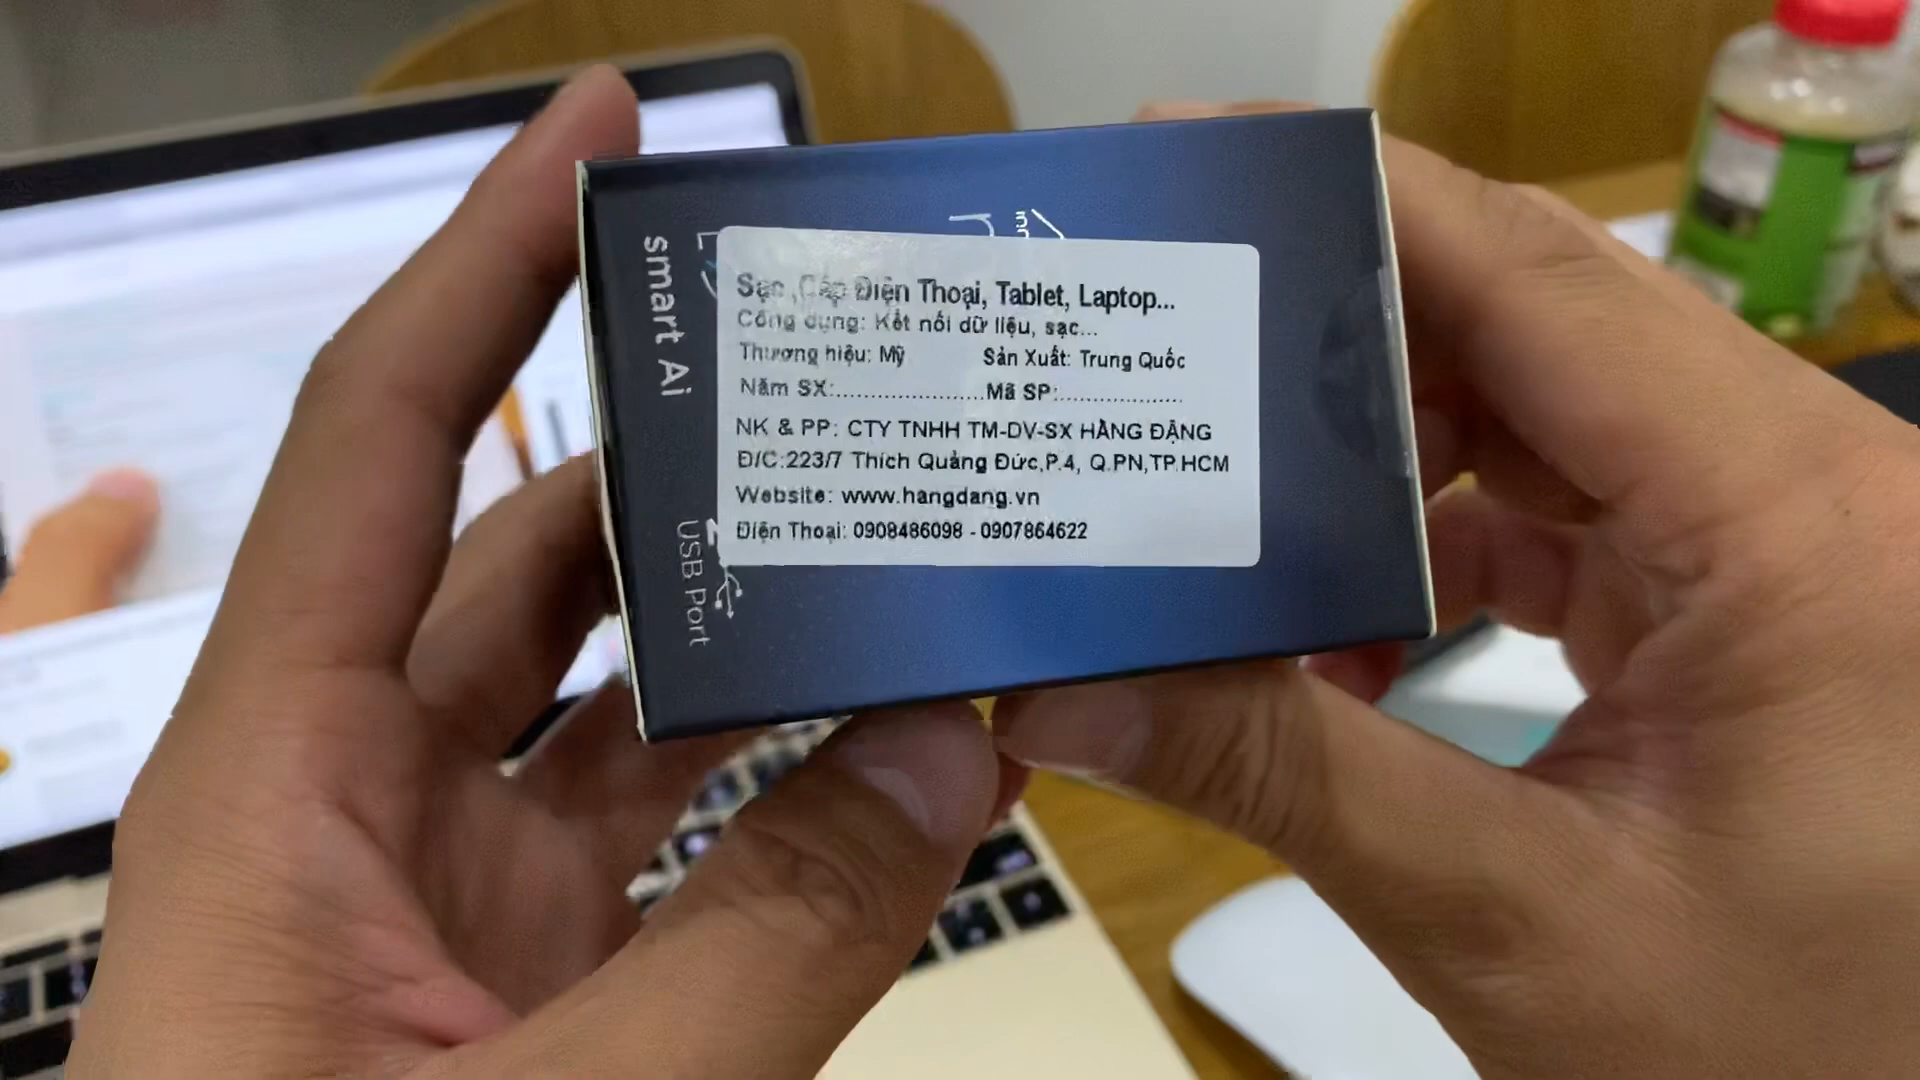 Sạc ,Cáp Điện Thoại, Tablet, Laptop...
Công dụng: Kết nối dữ liệu, sạc...
Thương hiệu: Mỹ Sản Xuất: Trung Quốc
Năm SX:...................... Mã SP:..................
NK & PP: CTY TNHH TM-DV-SX HẰNG ĐẶNG
Đ/C:223/7 Thích Quảng Đức,P.4, Q.PN,TP.HCM
Website: www.hangdang.vn
Điện Thoại: 0908486098 - 0907864622
smart Ai
USB Port